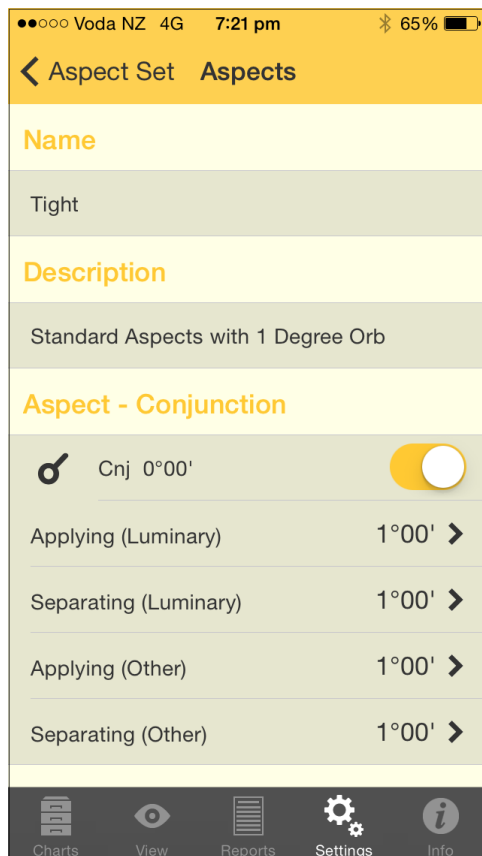 Voda NZ 4G 7:21 pm 65%
Aspect Set Aspects
Name
Tight
Description
Standard Aspects with 1 Degree Orb
Aspect - Conjunction
Cnj 0°00'
Applying (Luminary) 1°00'
Separating (Luminary) 1°00'
Applying (Other) 1°00'
Separating (Other) 1°00'
Charts View Reports Settings Info